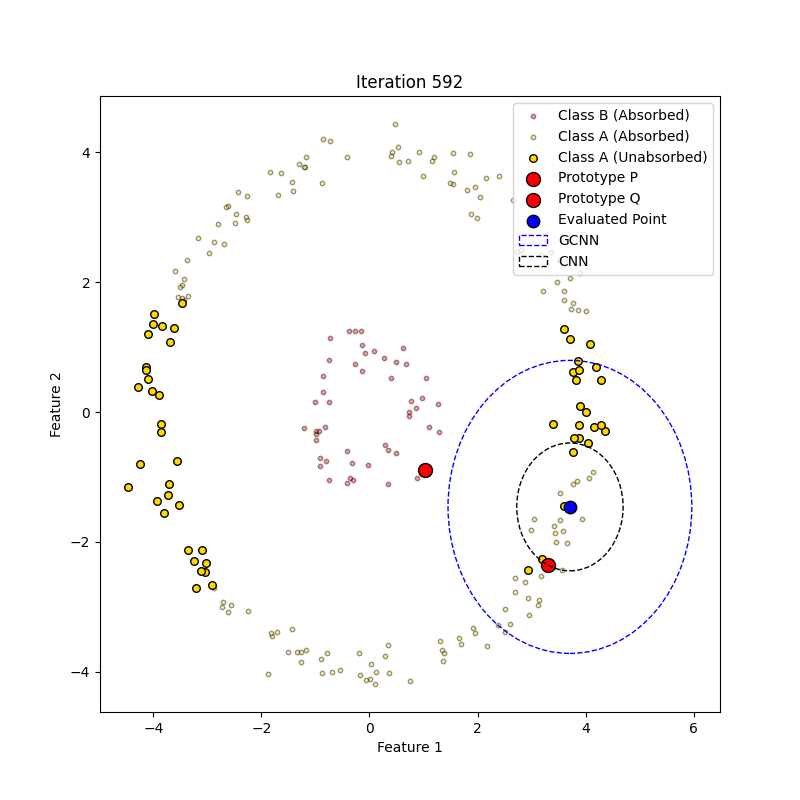 Iteration 592
Class B (Absorbed)
Class A (Absorbed)
Class A (Unabsorbed)
Prototype P
Prototype Q
Evaluated Point
GCNN
CNN
Feature 2
4
2
0
−2
−4
−4 −2 0 2 4 6
Feature 1